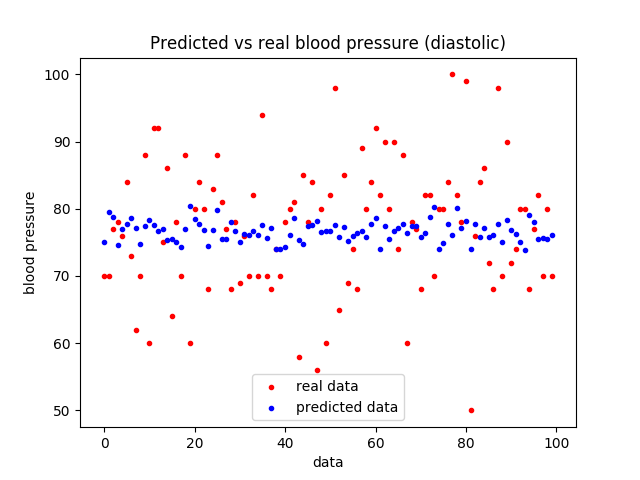 Predicted vs real blood pressure (diastolic)
100
90
80
70
60
50
blood pressure
real data
predicted data
0
20
40
60
80
100
data